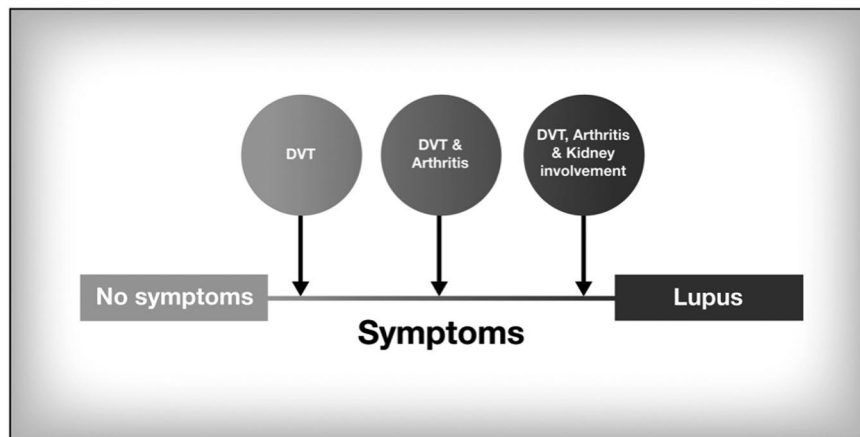 DVT
DVT &
Arthritis
DVT, Arthritis
& Kidney
involvement
No symptoms
Lupus
Symptoms